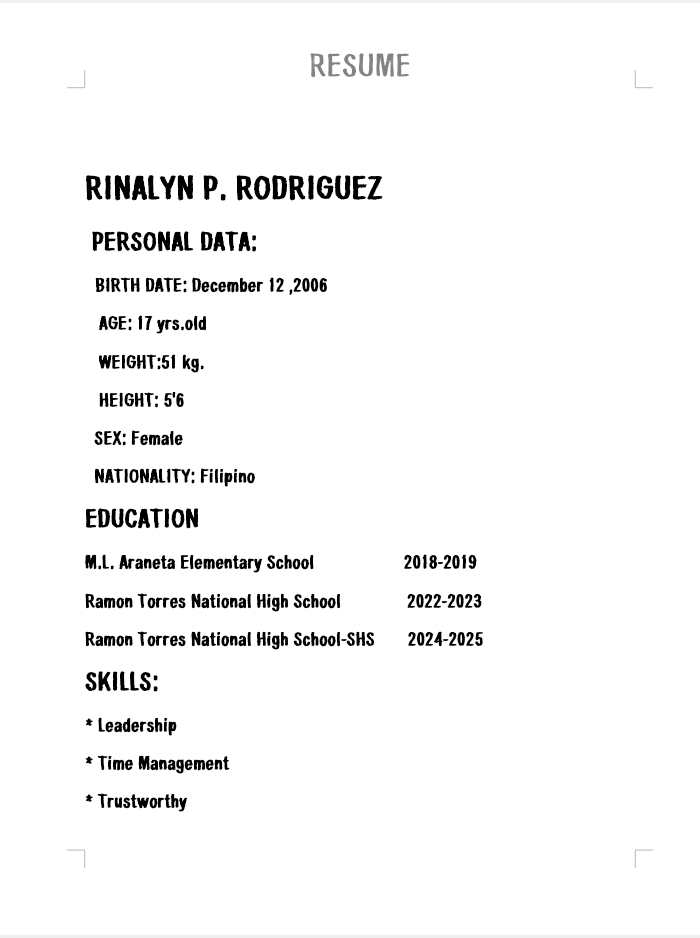 RESUME
RINALYN P. RODRIGUEZ
PERSONAL DATA:
BIRTH DATE: December 12 ,2006
AGE: 17 yrs.old
WEIGHT:51 kg.
HEIGHT: 5'6
SEX: Female
NATIONALITY: Filipino
EDUCATION
M.L. Araneta Elementary School 2018-2019
Ramon Torres National High School 2022-2023
Ramon Torres National High School-SHS 2024-2025
SKILLS:
* Leadership
* Time Management
* Trustworthy